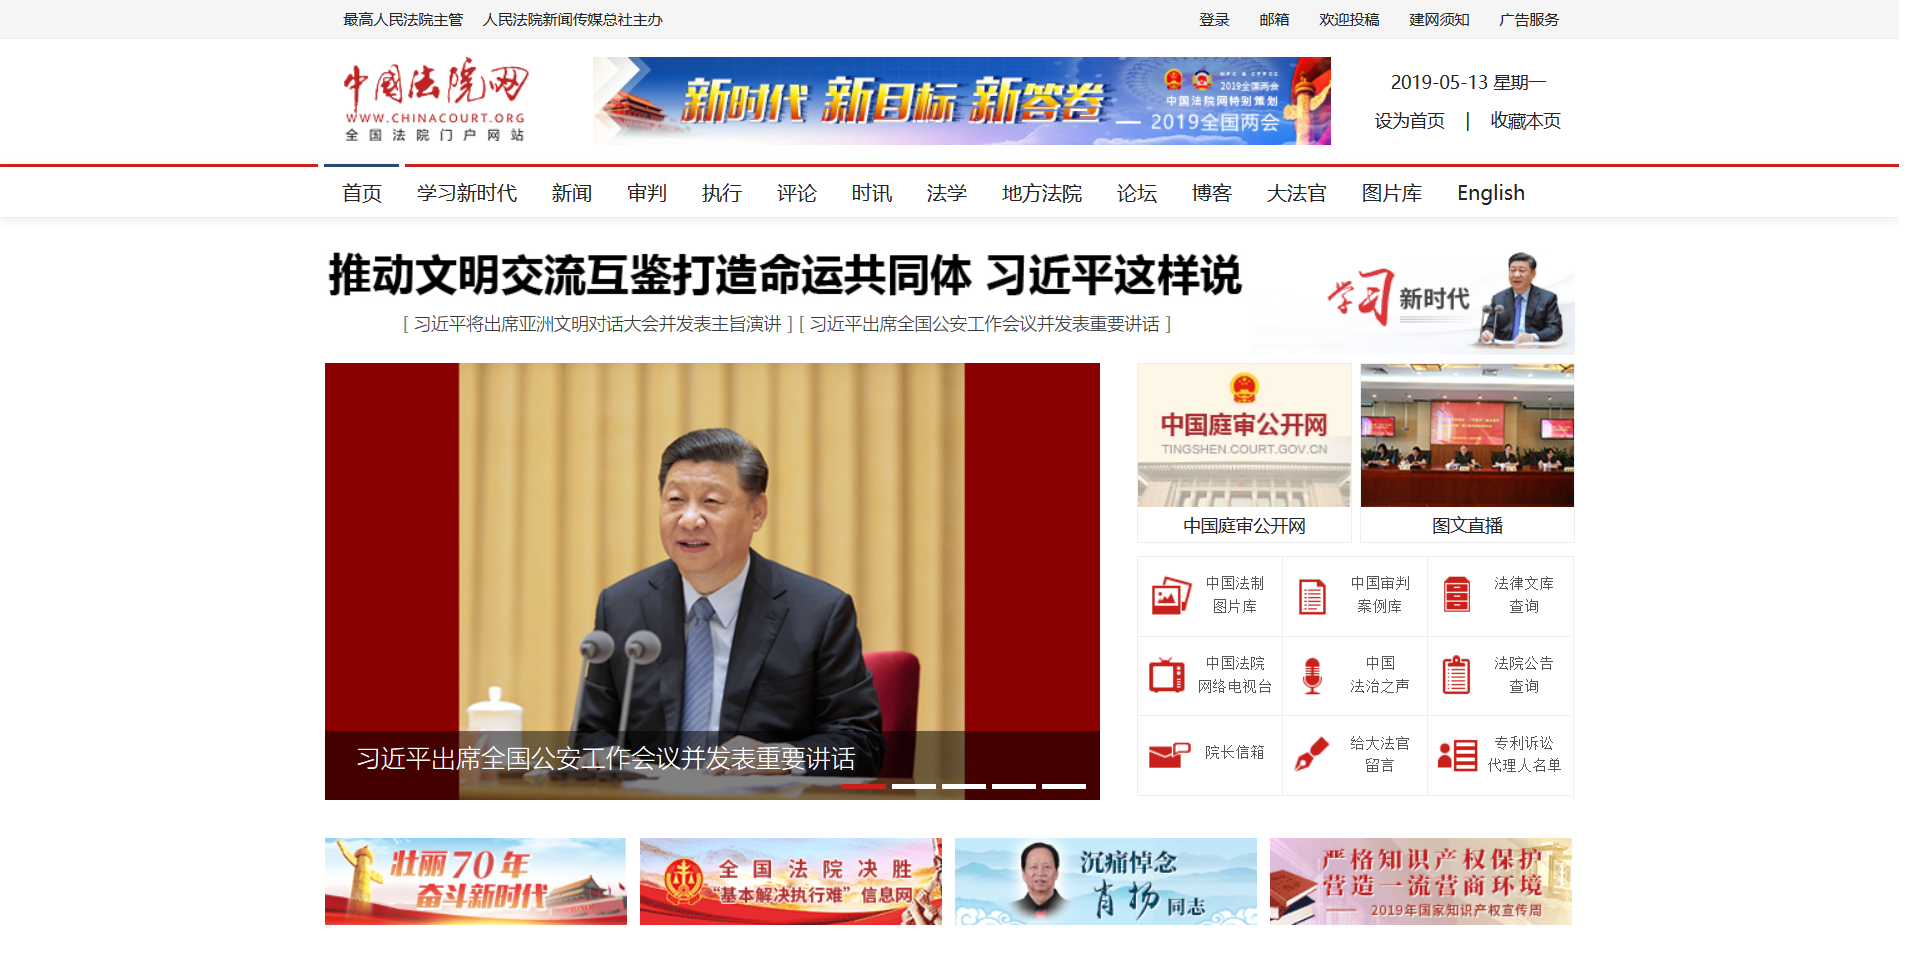 最高人民法院主管 人民法院新闻传媒总社主办
登录 邮箱 欢迎投稿 建网须知 广告服务
中国法院网
WWW.CHINACOURT.ORG
全国法院门户网站
新时代 新目标 新答卷
NPC & CPPCC
2019全国两会
中国法院网特别策划
2019全国两会
2019-05-13 星期一
设为首页 | 收藏本页
首页 学习新时代 新闻 审判 执行 评论 时讯 法学 地方法院 论坛 博客 大法官 图片库 English
推动文明交流互鉴打造命运共同体 习近平这样说
[ 习近平将出席亚洲文明对话大会并发表主旨演讲 ] [ 习近平出席全国公安工作会议并发表重要讲话 ]
学习新时代
习近平出席全国公安工作会议并发表重要讲话
中国庭审公开网
TINGSHEN.COURT.GOV.CN
中国庭审公开网
图文直播
中国法制
图片库
中国审判
案例库
法律文库
查询
中国法院
网络电视台
中国
法治之声
法院公告
查询
院长信箱
给大法官
留言
专利诉讼
代理人名单
壮丽70年
奋斗新时代
全国法院决胜
“基本解决执行难”信息网
沉痛悼念
肖扬同志
严格知识产权保护
营造一流营商环境
2019年国家知识产权宣传周